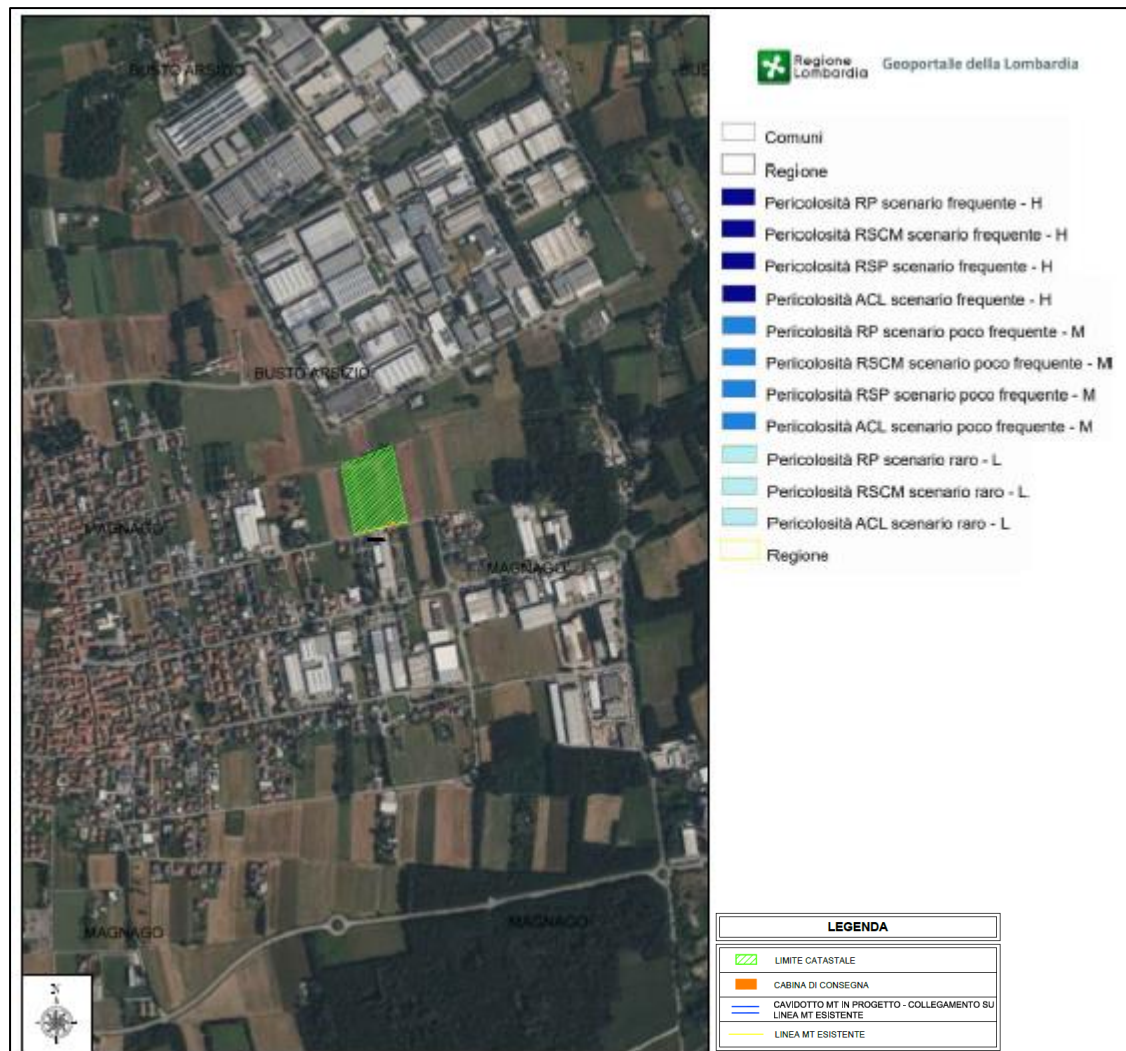 BUSTO ARSIZIO
BUS
BUSTO ARSIZIO
MAGNAGO
MAGNAGO
MAGNAGO
MAGNAGO
N
Regione
Lombardia
Geoportale della Lombardia
Comuni
Regione
Pericolosità RP scenario frequente - H
Pericolosità RSCM scenario frequente - H
Pericolosità RSP scenario frequente - H
Pericolosità ACL scenario frequente - H
Pericolosità RP scenario poco frequente - M
Pericolosità RSCM scenario poco frequente - M
Pericolosità RSP scenario poco frequente - M
Pericolosità ACL scenario poco frequente - M
Pericolosità RP scenario raro - L
Pericolosità RSCM scenario raro - L
Pericolosità ACL scenario raro - L
Regione
LEGENDA
LIMITE CATASTALE
CABINA DI CONSEGNA
CAVIDOTTO MT IN PROGETTO - COLLEGAMENTO SU
LINEA MT ESISTENTE
LINEA MT ESISTENTE